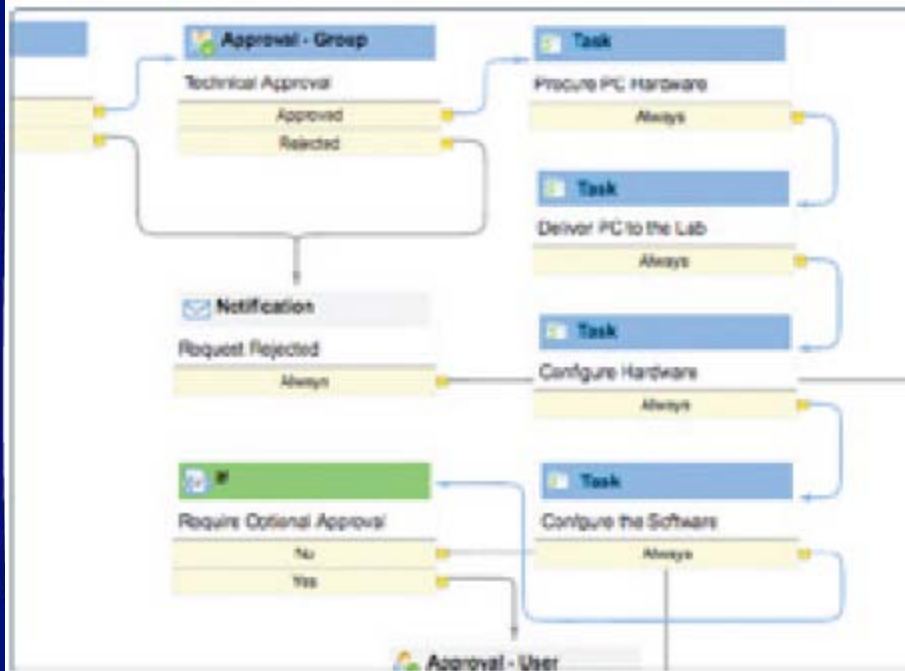 Approval - Group
Technical Approval
Approved
Rejected
Task
Procure PC Hardware
Always
Task
Deliver PC to the Lab
Always
Notification
Request Rejected
Always
Task
Configure Hardware
Always
If
Require Optional Approval
No
Yes
Task
Configure the Software
Always
Approval - User